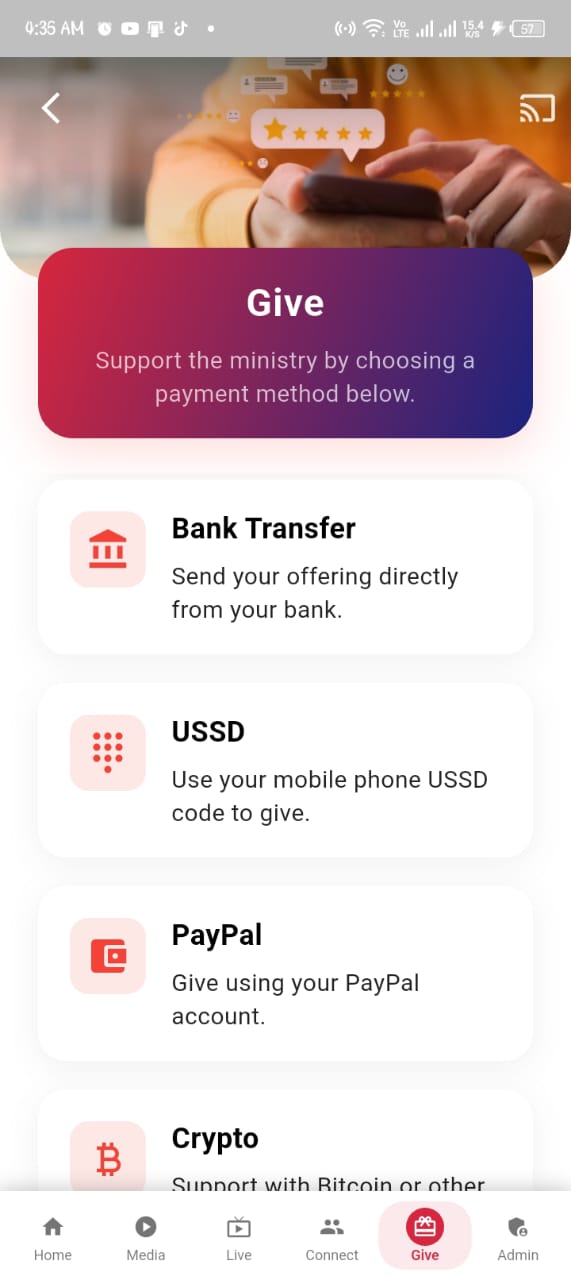 4:35 AM
Vo LTE
15.4 K/S
57
Give
Support the ministry by choosing a
payment method below.
Bank Transfer
Send your offering directly
from your bank.
USSD
Use your mobile phone USSD
code to give.
PayPal
Give using your PayPal
account.
Crypto
Support with Bitcoin or other
Home
Media
Live
Connect
Give
Admin